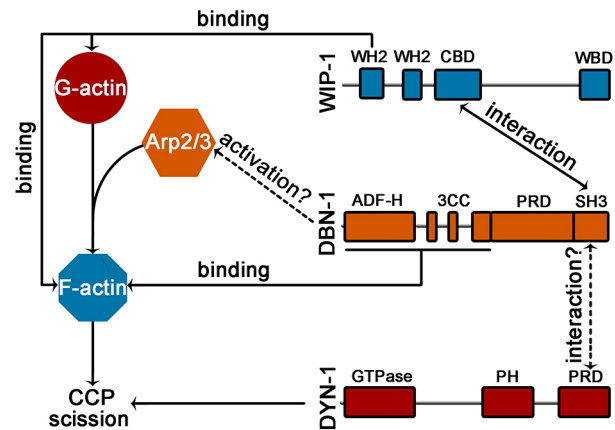 binding
WIP-1
WH2 WH2 CBD WBD
G-actin
Arp2/3
activation?
interaction
binding
DBN-1
ADF-H 3CC PRD SH3
F-actin
binding
interaction?
DYN-1
GTPase PH PRD
CCP
scission